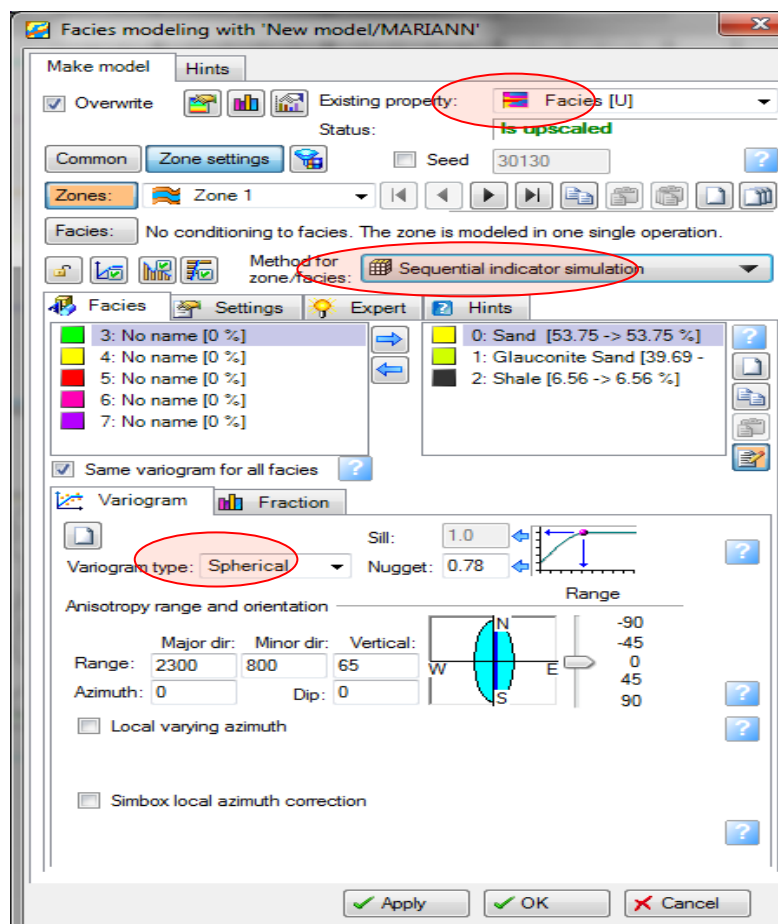 Facies modeling with 'New model/MARIANN'
Make model Hints
Overwrite Existing property: Facies [U]
Status: Is upscaled
Common Zone settings Seed 30130 ?
Zones: Zone 1
Facies: No conditioning to facies. The zone is modeled in one single operation.
Method for zone/facies: Sequential indicator simulation
Facies Settings Expert ? Hints
3: No name [0 %]
4: No name [0 %]
5: No name [0 %]
6: No name [0 %]
7: No name [0 %]
0: Sand [53.75 -> 53.75 %]
1: Glauconite Sand [39.69 -
2: Shale [6.56 -> 6.56 %]
?
Same variogram for all facies ?
Variogram Fraction
Sill: 1.0
Variogram type: Spherical Nugget: 0.78 ?
Range
Anisotropy range and orientation
Major dir: Minor dir: Vertical:
Range: 2300 800 65
Azimuth: 0 Dip: 0
N
W E
S
-90
-45
0
45
90
?
Local varying azimuth ?
Simbox local azimuth correction
?
Apply OK Cancel